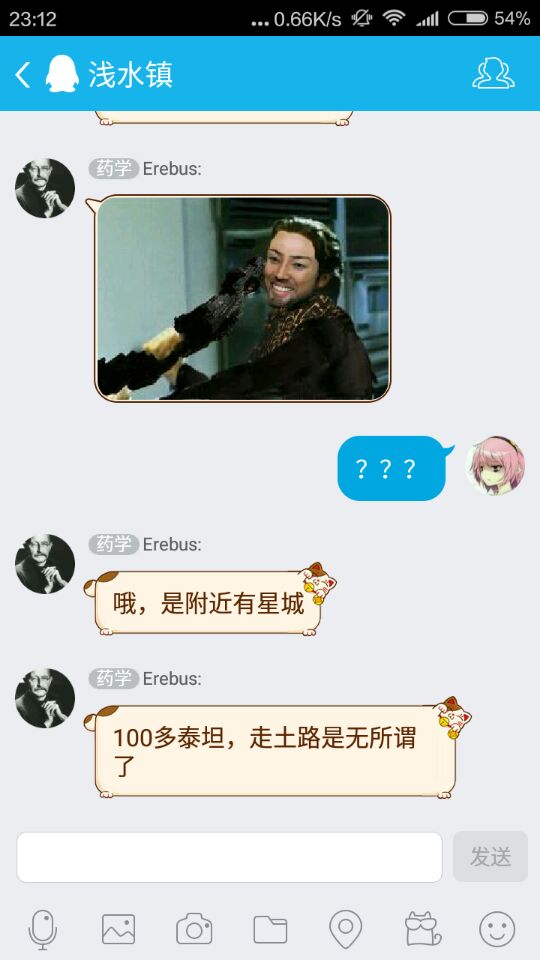 23:12
... 0.66K/s
54%
浅水镇
药学 Erebus:
？？？
药学 Erebus:
哦，是附近有星城
药学 Erebus:
100多泰坦，走土路是无所谓
了
发送